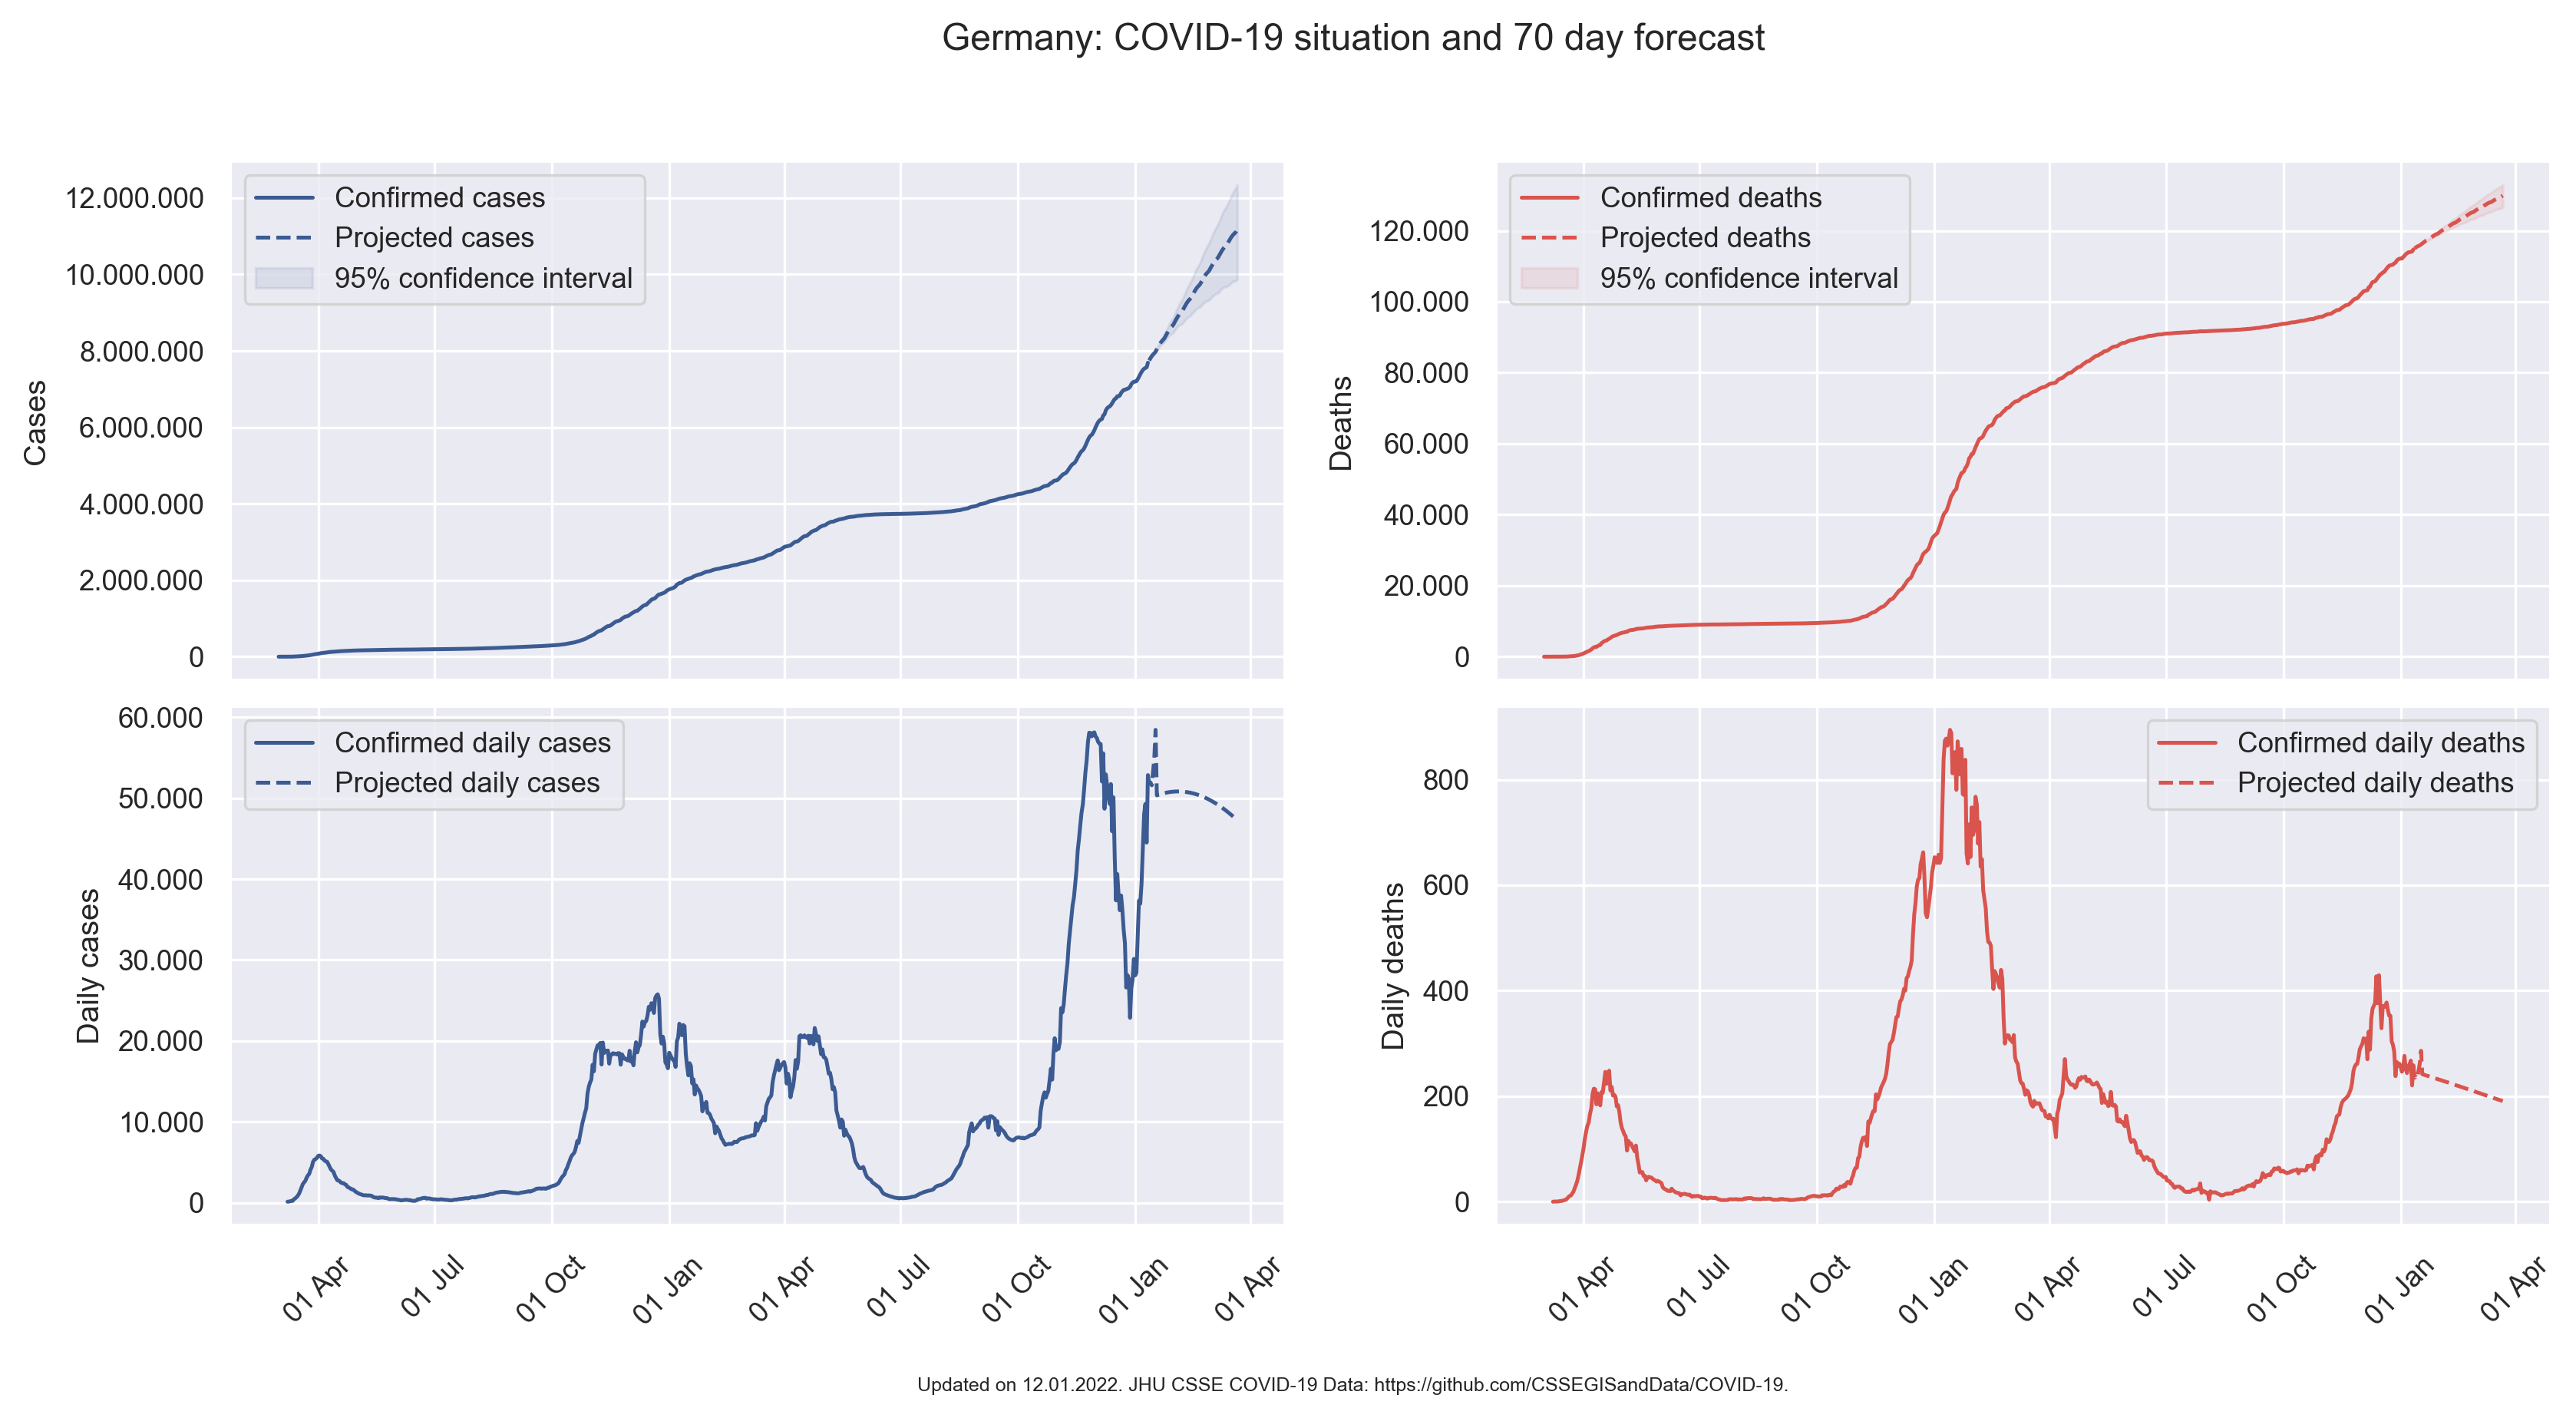 Germany: COVID-19 situation and 70 day forecast
Cases
12.000.000
10.000.000
8.000.000
6.000.000
4.000.000
2.000.000
0
Confirmed cases
Projected cases
95% confidence interval
Deaths
120.000
100.000
80.000
60.000
40.000
20.000
0
Confirmed deaths
Projected deaths
95% confidence interval
Daily cases
60.000
50.000
40.000
30.000
20.000
10.000
0
Confirmed daily cases
Projected daily cases
01 Apr
01 Jul
01 Oct
01 Jan
01 Apr
01 Jul
01 Oct
01 Jan
01 Apr
Daily deaths
800
600
400
200
0
Confirmed daily deaths
Projected daily deaths
01 Apr
01 Jul
01 Oct
01 Jan
01 Apr
01 Jul
01 Oct
01 Jan
01 Apr
Updated on 12.01.2022. JHU CSSE COVID-19 Data: https://github.com/CSSEGISandData/COVID-19.